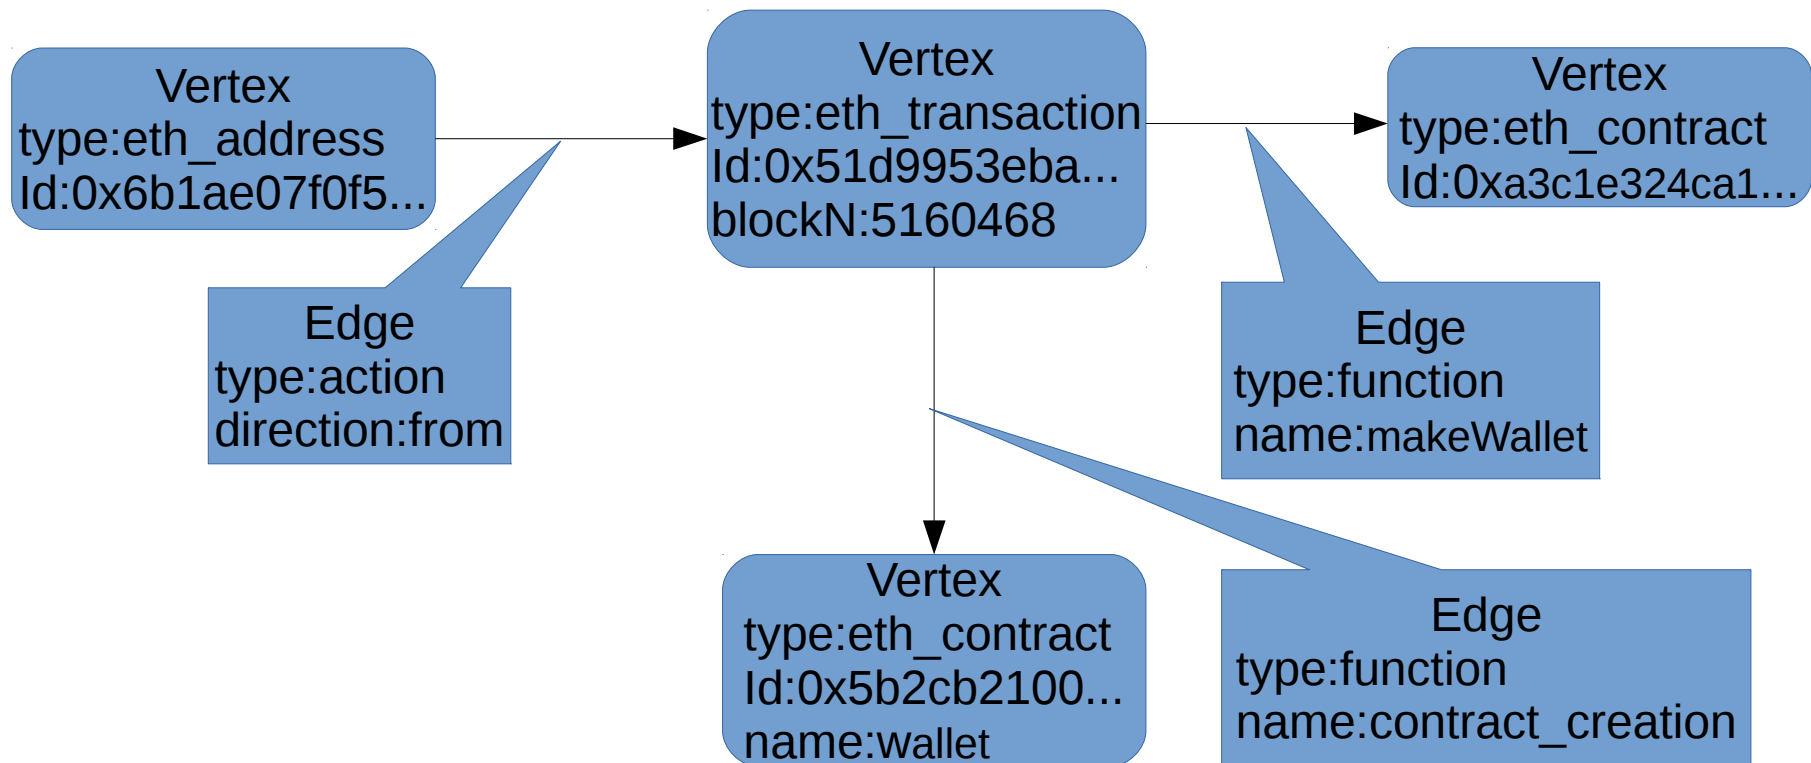 Vertex
type:eth_address
Id:0x6b1ae07f0f5...
Vertex
type:eth_transaction
Id:0x51d9953eba...
blockN:5160468
Vertex
type:eth_contract
Id:0xa3c1e324ca1...
Edge
type:action
direction:from
Edge
type:function
name:makeWallet
Vertex
type:eth_contract
Id:0x5b2cb2100...
name:wallet
Edge
type:function
name:contract_creation